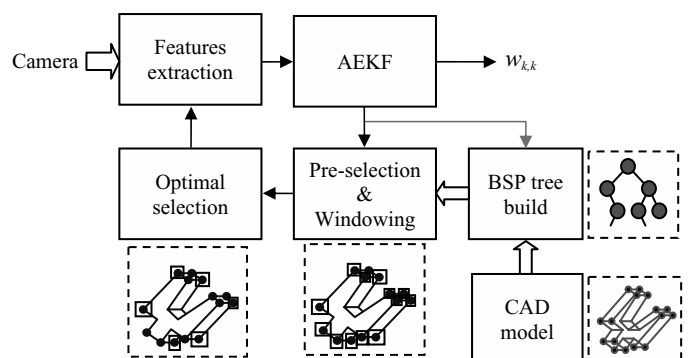 Camera
Features
extraction
AEKF
w_{k,k}
Optimal
selection
Pre-selection
&
Windowing
BSP tree
build
CAD
model